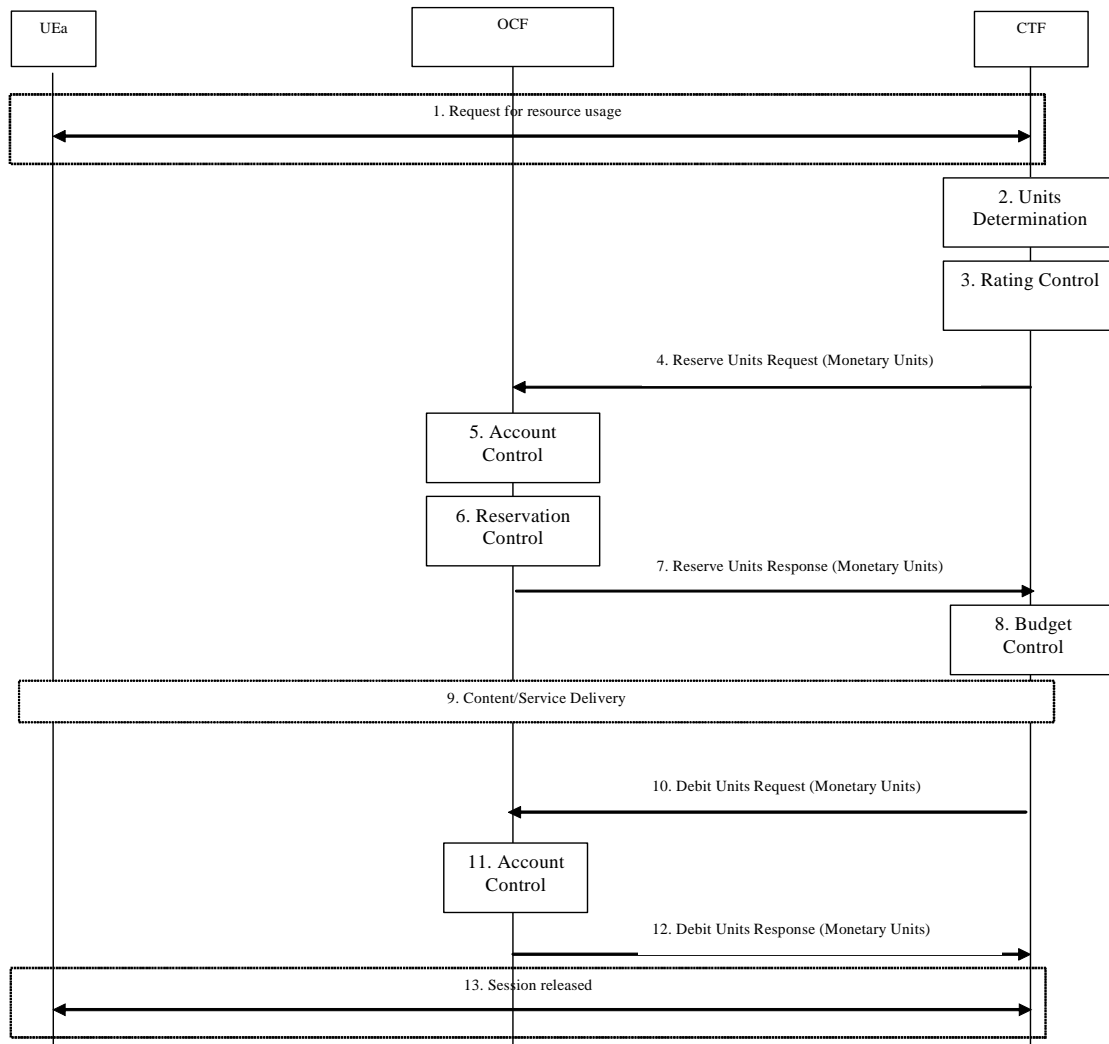 UEa
OCF
CTF
1. Request for resource usage
2. Units
Determination
3. Rating Control
4. Reserve Units Request (Monetary Units)
5. Account
Control
6. Reservation
Control
7. Reserve Units Response (Monetary Units)
8. Budget
Control
9. Content/Service Delivery
10. Debit Units Request (Monetary Units)
11. Account
Control
12. Debit Units Response (Monetary Units)
13. Session released